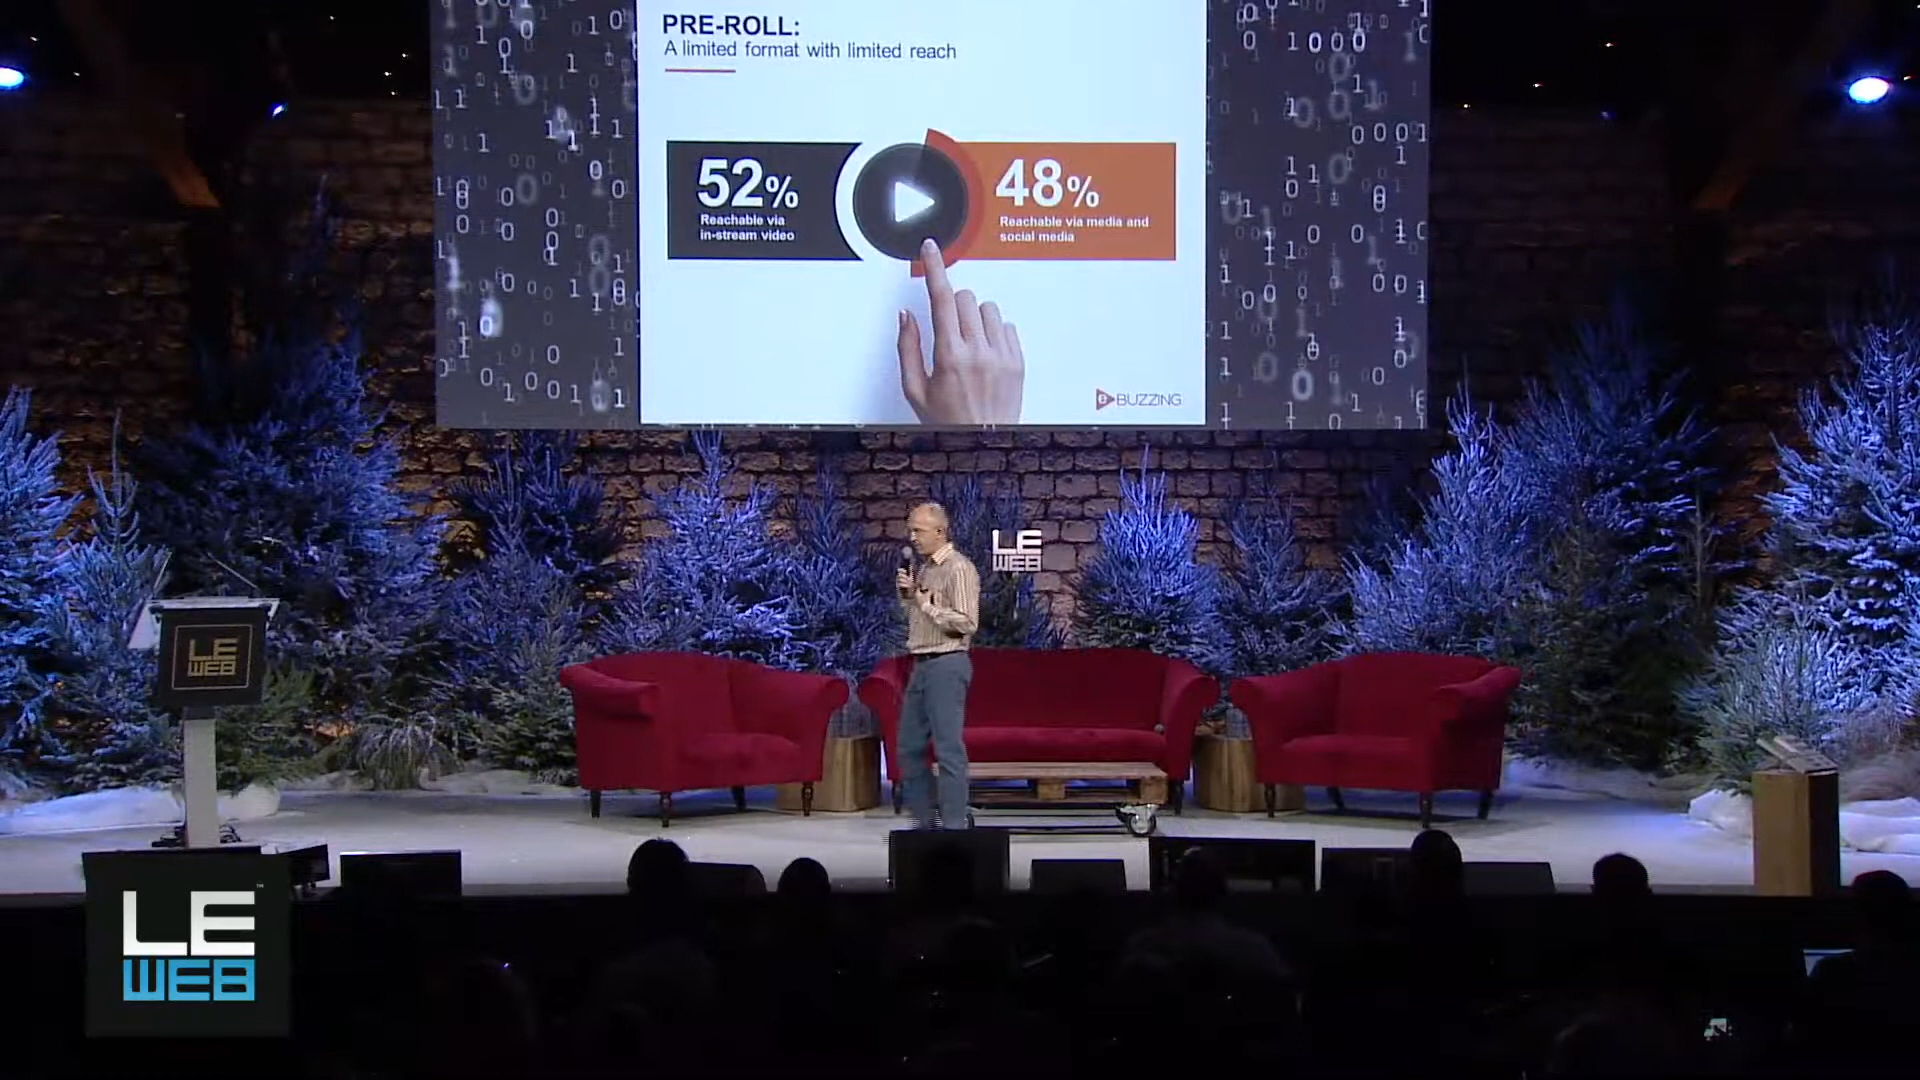 PRE-ROLL:
A limited format with limited reach
52%
Reachable via
in-stream video
48%
Reachable via media and
social media
BUZZING
LE
WEB
LE
WEB
LE
WEB